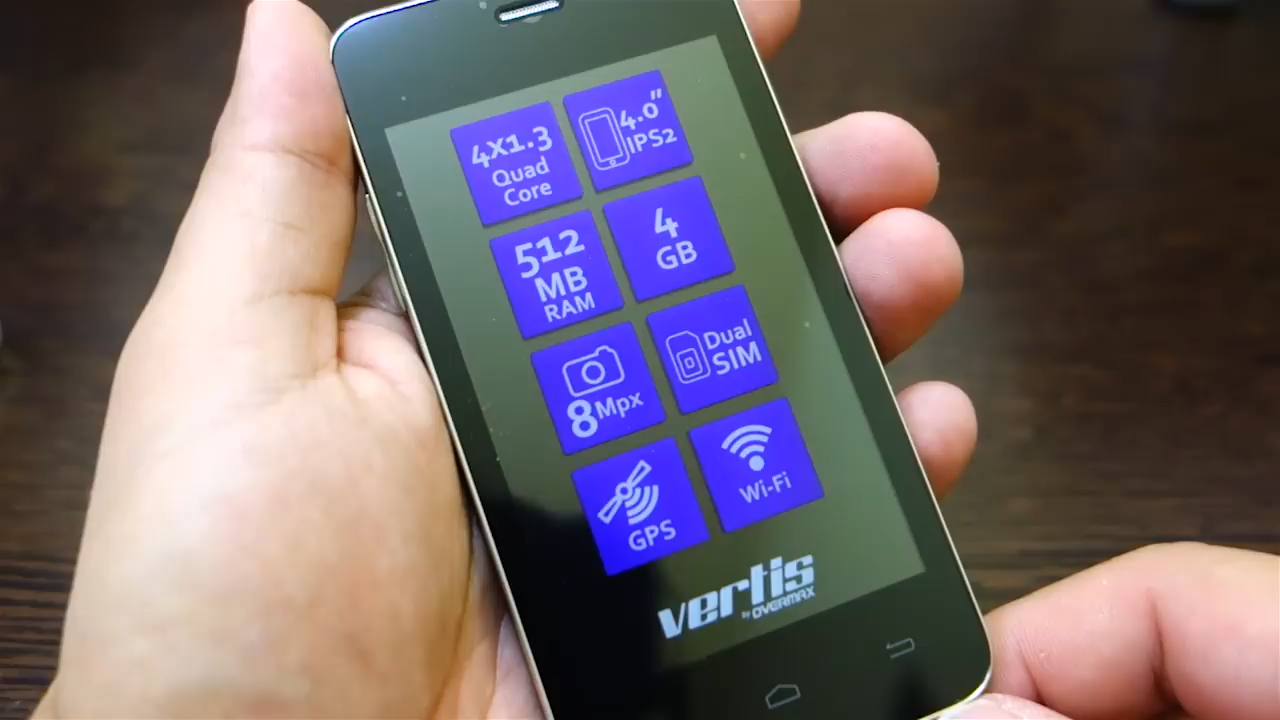 4X1.3
Quad
Core
4.0"
IPS2
512
MB
RAM
4
GB
8Mpx
Dual
SIM
GPS
Wi-Fi
vertis
by OVERMAX